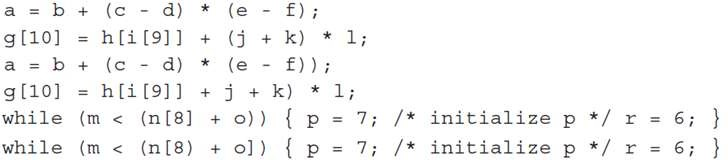 a = b + (c - d) * (e - f);
g[10] = h[i[9]] + (j + k) * l;
a = b + (c - d) * (e - f));
g[10] = h[i[9]] + j + k) * l;
while (m < (n[8] + o)) { p = 7; /* initialize p */ r = 6; }
while (m < (n[8) + o]) { p = 7; /* initialize p */ r = 6; }